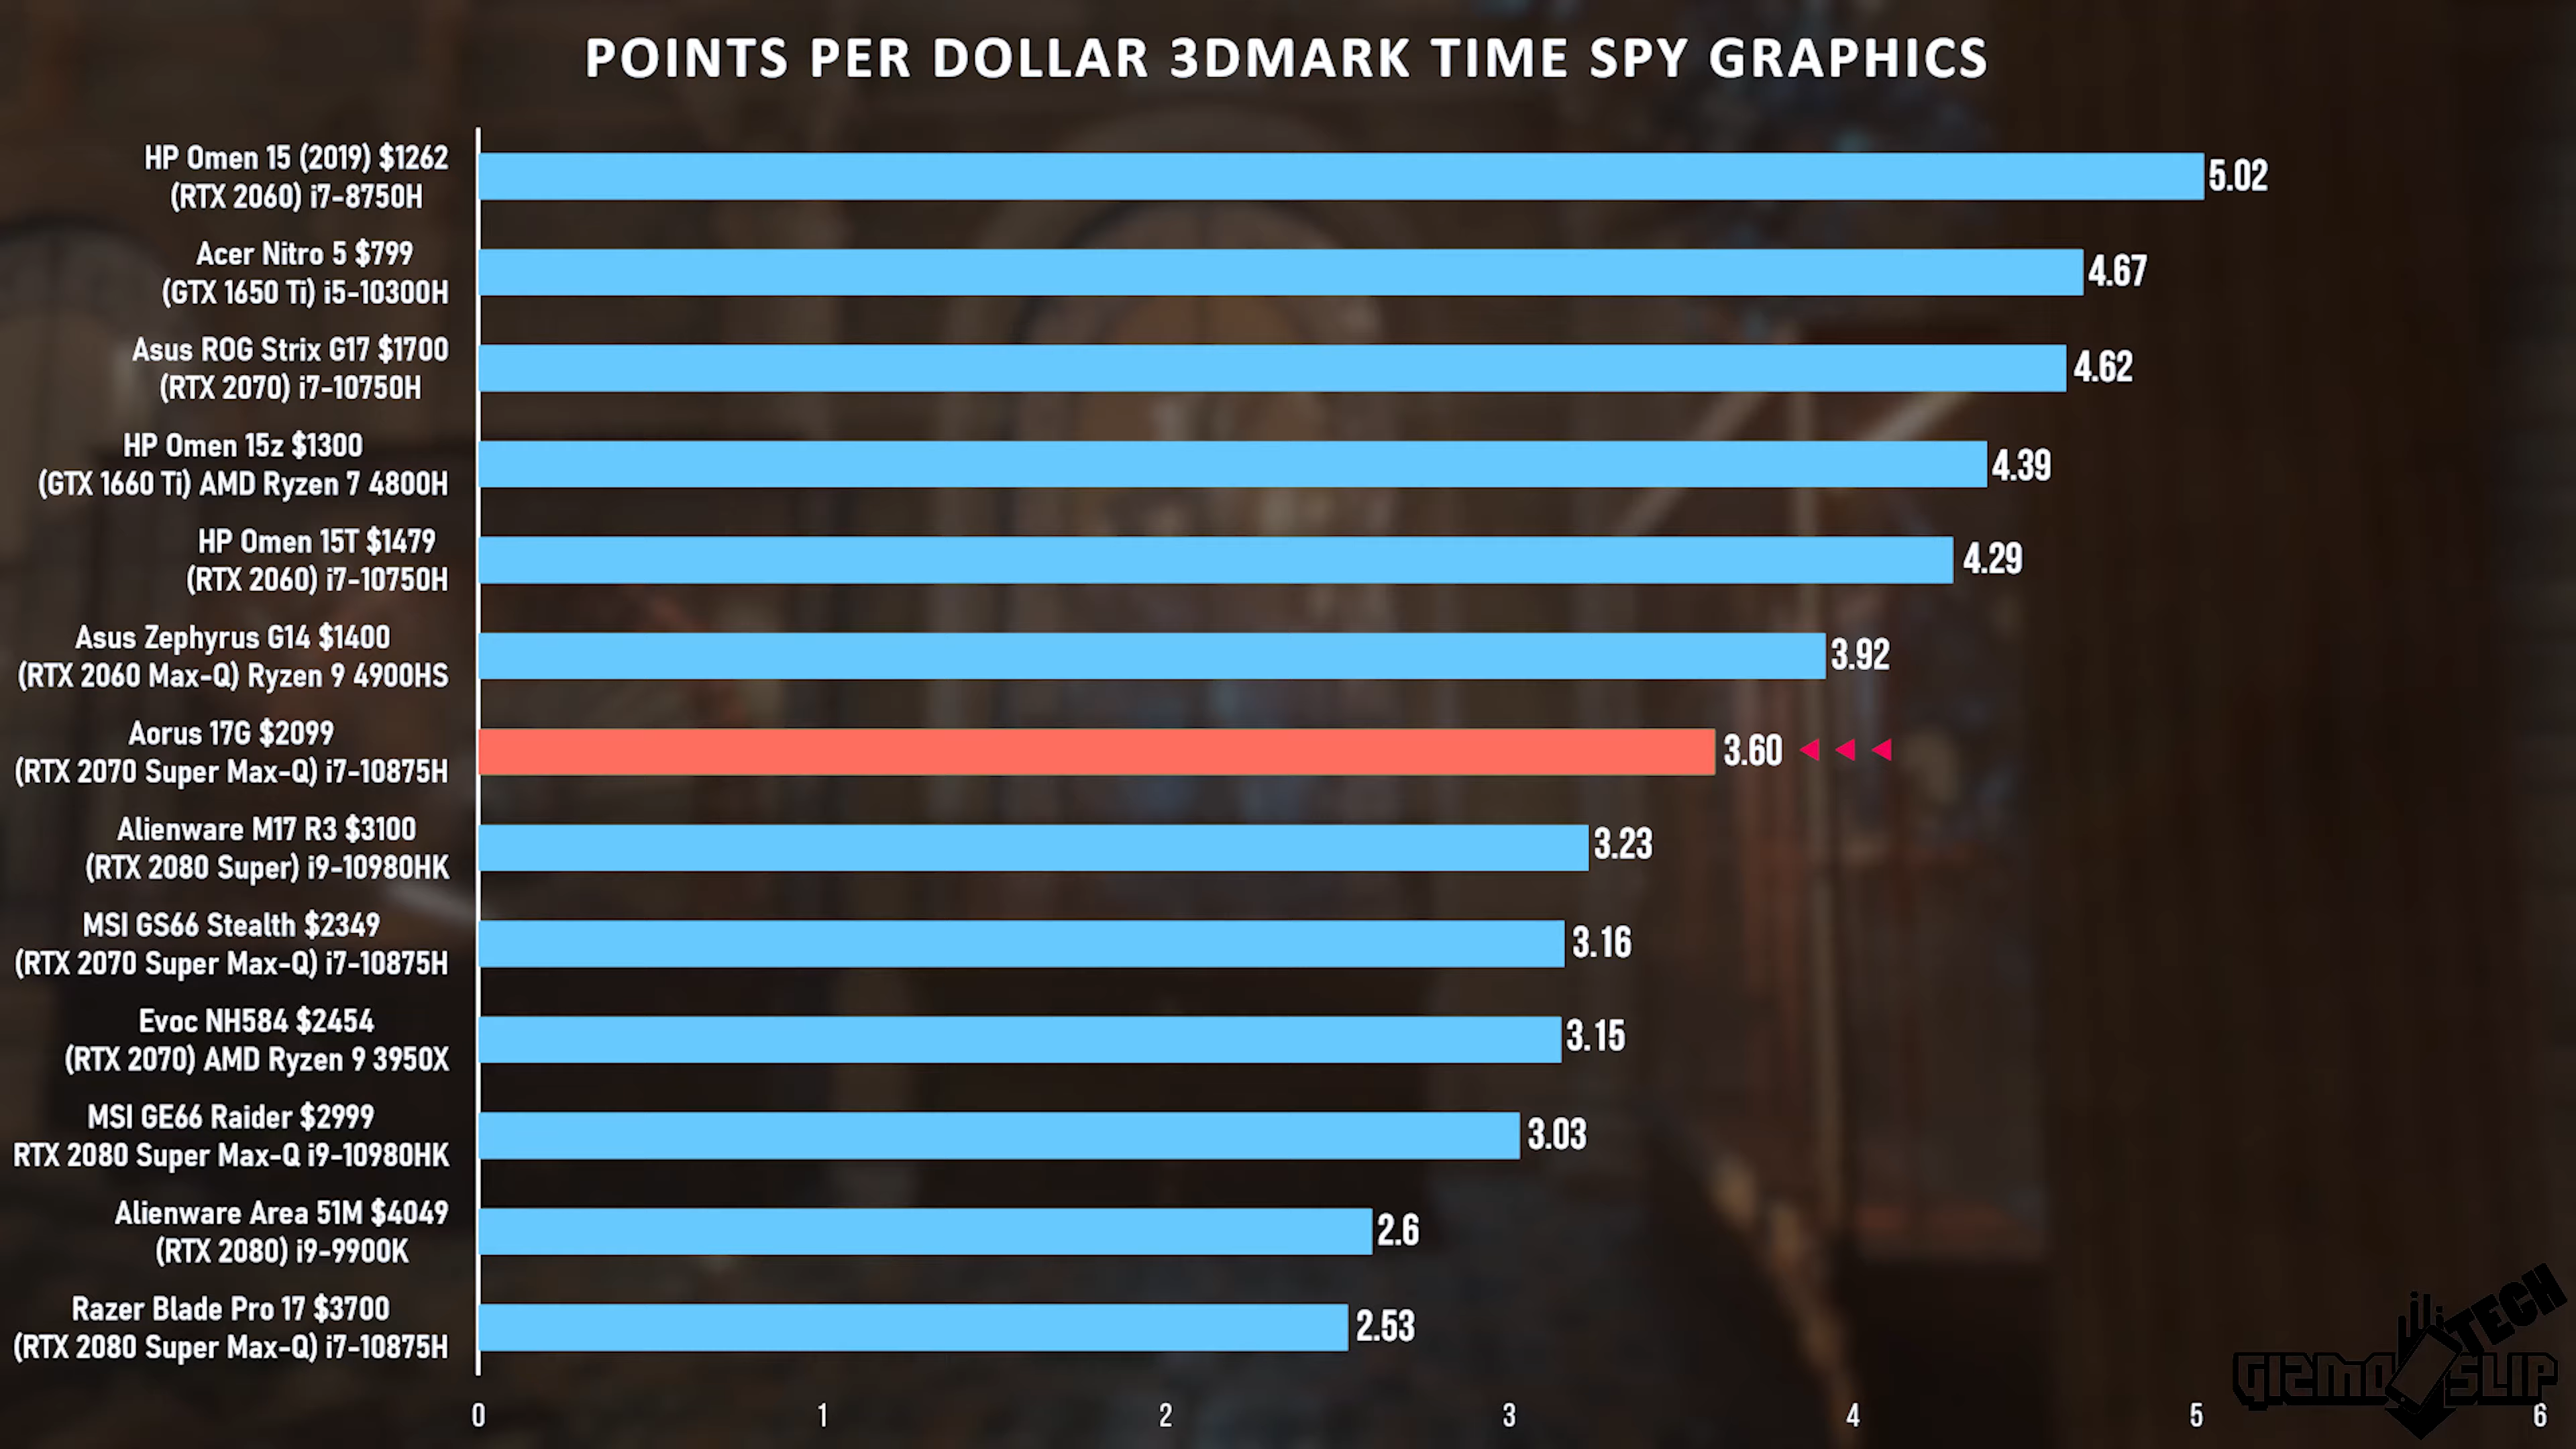 POINTS PER DOLLAR 3DMARK TIME SPY GRAPHICS
HP Omen 15 (2019) $1262
(RTX 2060) i7-8750H
5.02
Acer Nitro 5 $799
(GTX 1650 Ti) i5-10300H
4.67
Asus ROG Strix G17 $1700
(RTX 2070) i7-10750H
4.62
HP Omen 15z $1300
(GTX 1660 Ti) AMD Ryzen 7 4800H
4.39
HP Omen 15T $1479
(RTX 2060) i7-10750H
4.29
Asus Zephyrus G14 $1400
(RTX 2060 Max-Q) Ryzen 9 4900HS
3.92
Aorus 17G $2099
(RTX 2070 Super Max-Q) i7-10875H
3.60
Alienware M17 R3 $3100
(RTX 2080 Super) i9-10980HK
3.23
MSI GS66 Stealth $2349
(RTX 2070 Super Max-Q) i7-10875H
3.16
Evoc NH584 $2454
(RTX 2070) AMD Ryzen 9 3950X
3.15
MSI GE66 Raider $2999
RTX 2080 Super Max-Q i9-10980HK
3.03
Alienware Area 51M $4049
(RTX 2080) i9-9900K
2.6
Razer Blade Pro 17 $3700
(RTX 2080 Super Max-Q) i7-10875H
2.53
0 1 2 3 4 5 6
GIZMO SLIP
TECH